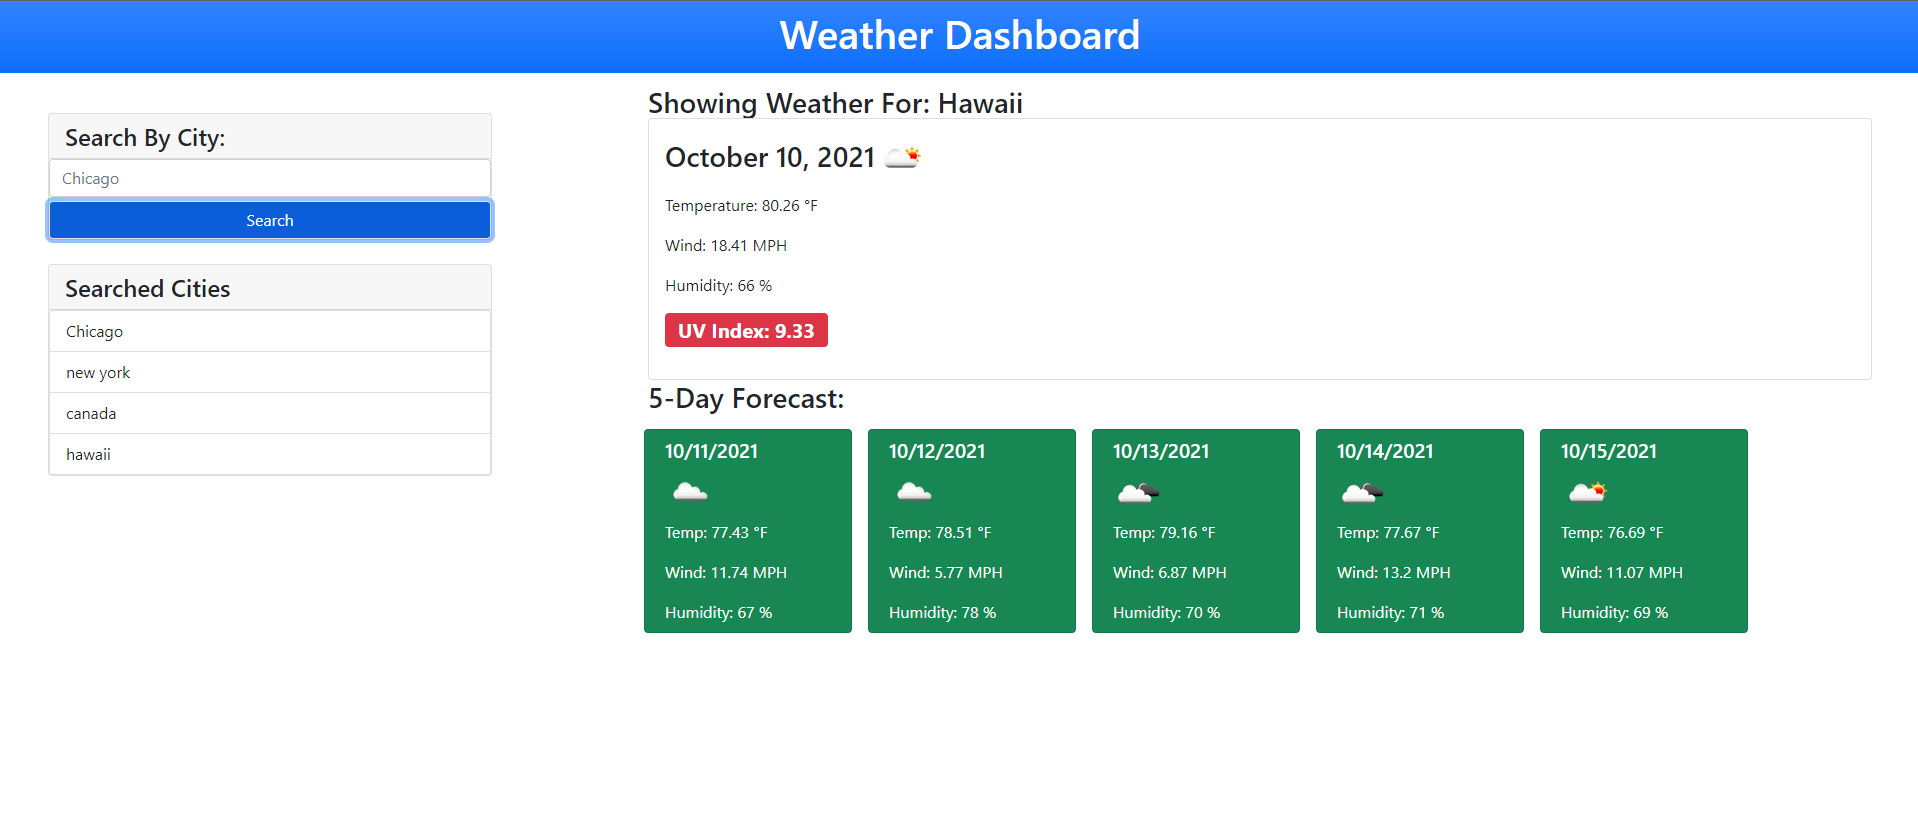 Weather Dashboard
Search By City:
Chicago
Search
Searched Cities
Chicago
new york
canada
hawaii
Showing Weather For: Hawaii
October 10, 2021
Temperature: 80.26 °F
Wind: 18.41 MPH
Humidity: 66 %
UV Index: 9.33
5-Day Forecast:
10/11/2021
Temp: 77.43 °F
Wind: 11.74 MPH
Humidity: 67 %
10/12/2021
Temp: 78.51 °F
Wind: 5.77 MPH
Humidity: 78 %
10/13/2021
Temp: 79.16 °F
Wind: 6.87 MPH
Humidity: 70 %
10/14/2021
Temp: 77.67 °F
Wind: 13.2 MPH
Humidity: 71 %
10/15/2021
Temp: 76.69 °F
Wind: 11.07 MPH
Humidity: 69 %